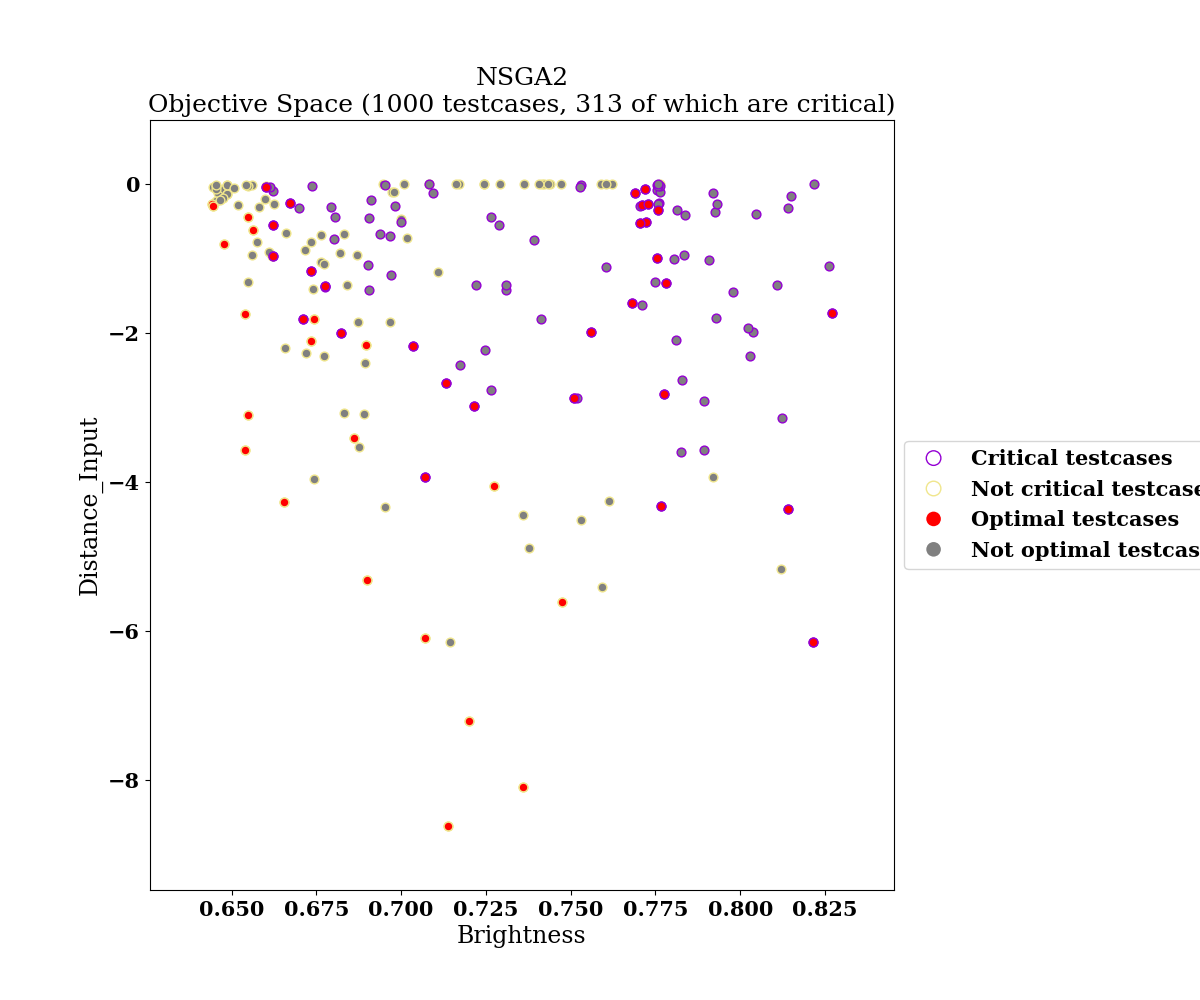 NSGA2
Objective Space (1000 testcases, 313 of which are critical)
0
−2
−4
−6
−8
Distance_Input
0.650 0.675 0.700 0.725 0.750 0.775 0.800 0.825
Brightness
Critical testcases
Not critical testcase
Optimal testcases
Not optimal testcas